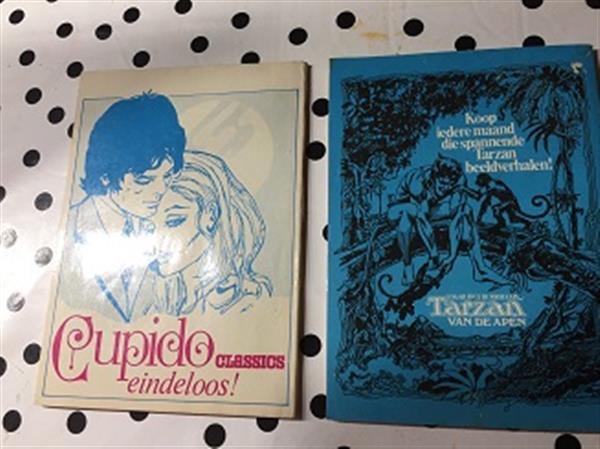 Cupido CLASSICS
eindeloos!
Koop
iedere maand
die spannende
Tarzan
beeldverhalen!
Tarzan
VAN DE APEN